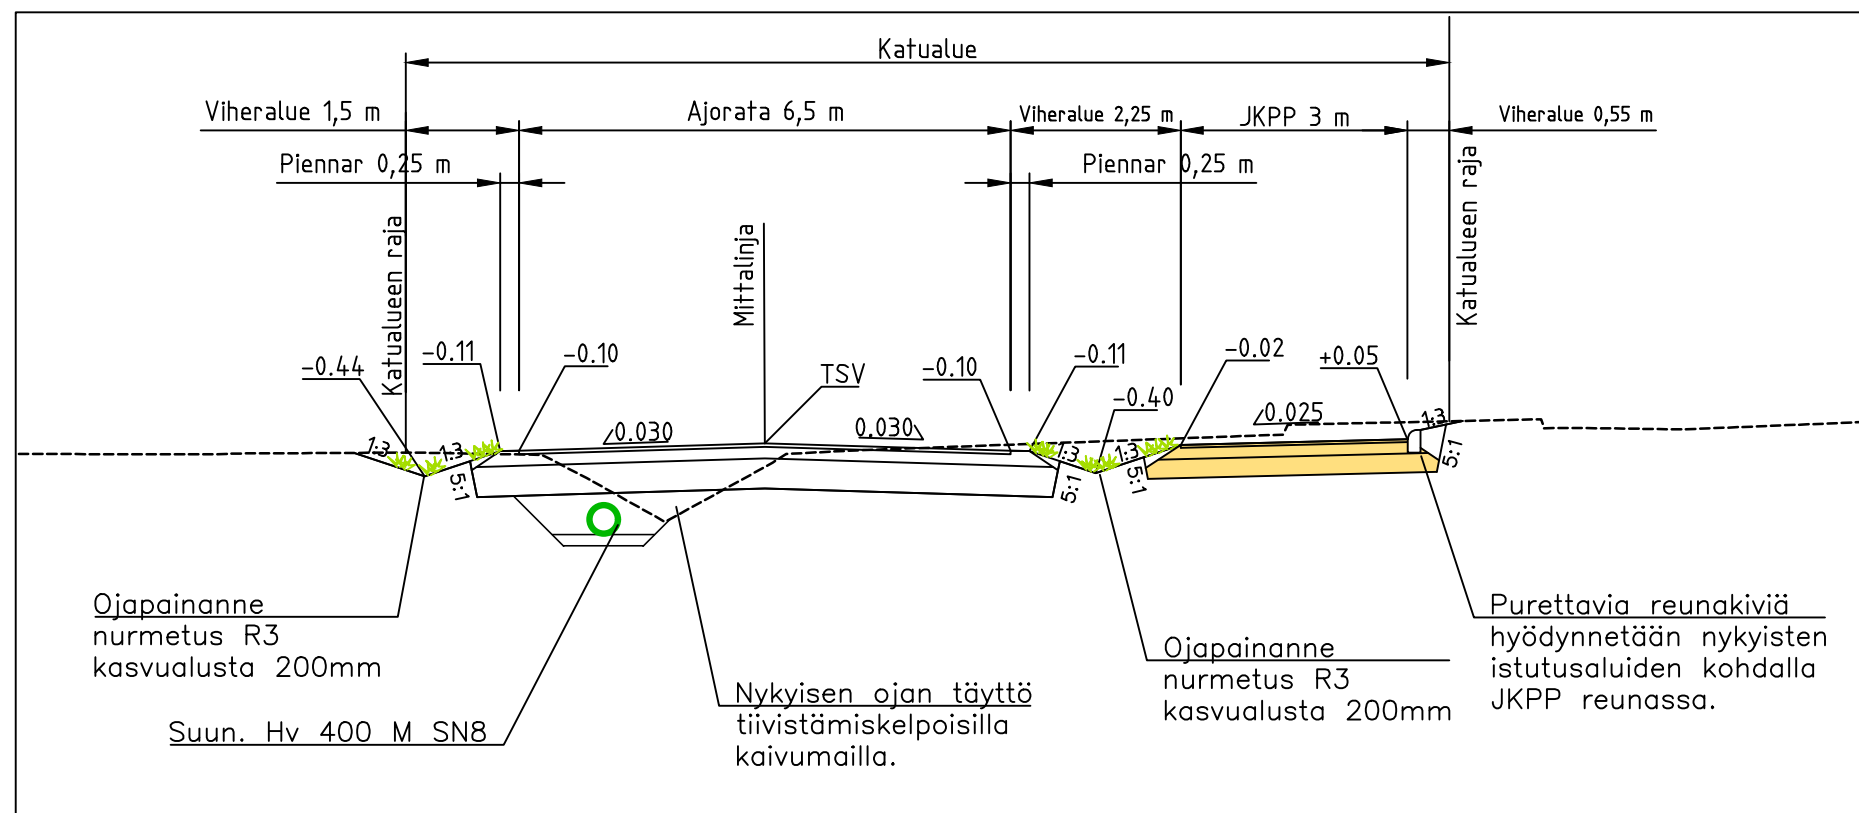 Katualue
Viheralue 1,5 m
Ajorata 6,5 m
Viheralue 2,25 m
JKPP 3 m
Viheralue 0,55 m
Piennar 0,25 m
Piennar 0,25 m
Katualueen raja
Mittalinja
Katualueen raja
-0.44
-0.11
-0.10
TSV
-0.10
-0.11
-0.40
-0.02
+0.05
0.030
0.030
0.025
1:3
1:3
1:3
1:3
1:3
5:1
5:1
5:1
5:1
Ojapainanne
nurmetus R3
kasvualusta 200mm
Suun. Hv 400 M SN8
Nykyisen ojan täyttö
tiivistämiskelpoisilla
kaivumailla.
Ojapainanne
nurmetus R3
kasvualusta 200mm
Purettavia reunakiviä
hyödynnetään nykyisten
istutusaluiden kohdalla
JKPP reunassa.